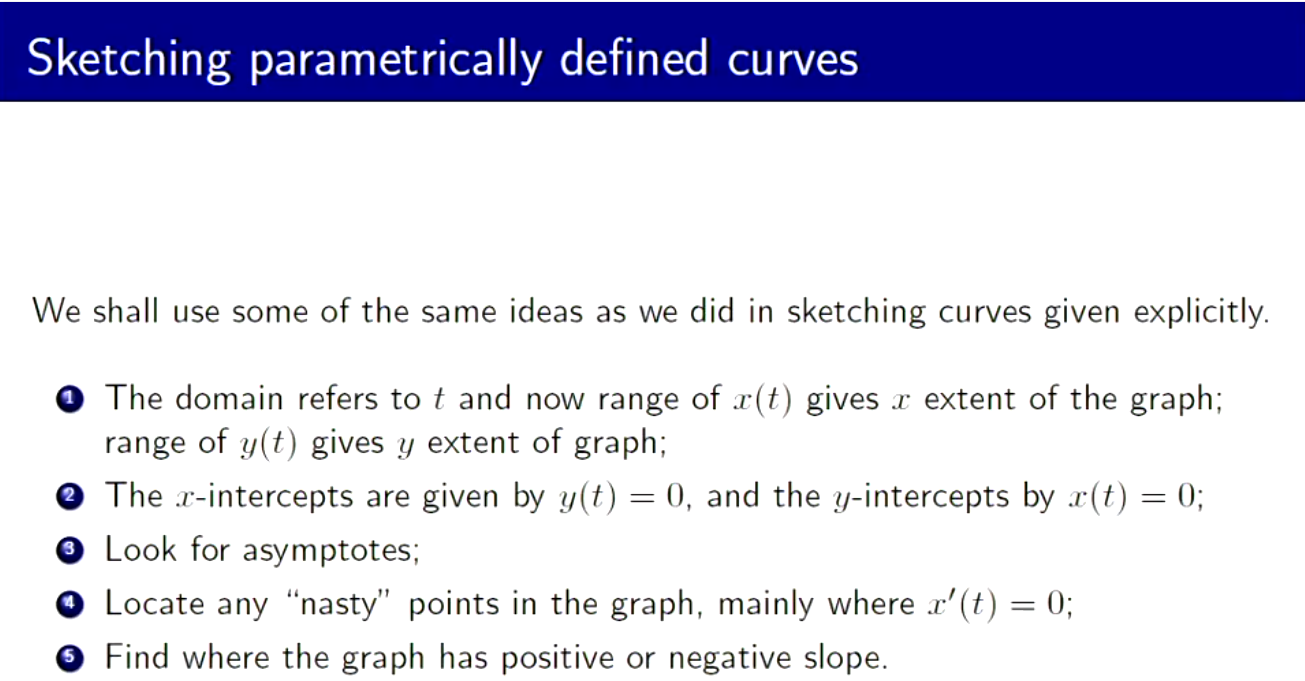 Sketching parametrically defined curves
We shall use some of the same ideas as we did in sketching curves given explicitly.
1 The domain refers to t and now range of x(t) gives x extent of the graph;
range of y(t) gives y extent of graph;
2 The x-intercepts are given by y(t) = 0, and the y-intercepts by x(t) = 0;
3 Look for asymptotes;
4 Locate any “nasty” points in the graph, mainly where x′(t) = 0;
5 Find where the graph has positive or negative slope.